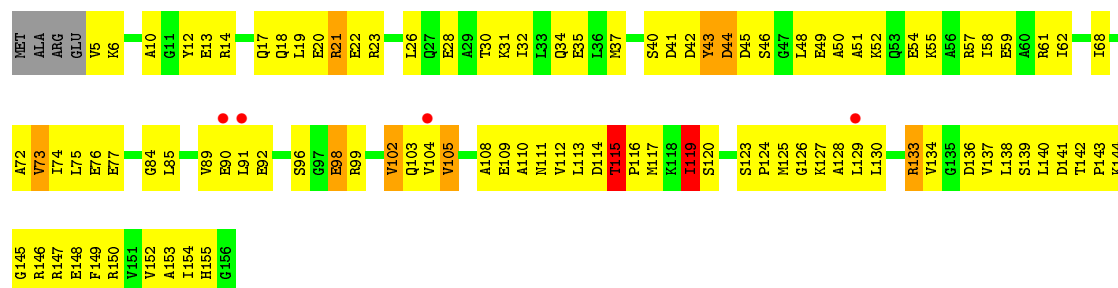 MET ALA ARG GLU V5 K6 A10 G11 Y12 E13 R14 Q17 Q18 L19 E20 R21 E22 R23 L26 Q27 E28 A29 T30 K31 I32 L33 Q34 E35 L36 M37 S40 D41 D42 Y43 D44 D45 S46 G47 L48 E49 A50 A51 K52 Q53 E54 K55 A56 R57 I58 E59 A60 R61 I62 I68
A72 V73 I74 L75 E76 E77 G84 L85 V89 E90 L91 E92 S96 G97 E98 R99 V102 Q103 V104 V105 A108 E109 A110 N111 V112 L113 D114 T115 P116 M117 K118 I119 S120 S123 P124 M125 G126 K127 A128 L129 L130 R133 V134 G135 D136 V137 L138 S139 L140 D141 T142 P143 K144
G145 R146 R147 E148 F149 R150 V151 V152 A153 I154 H155 G156